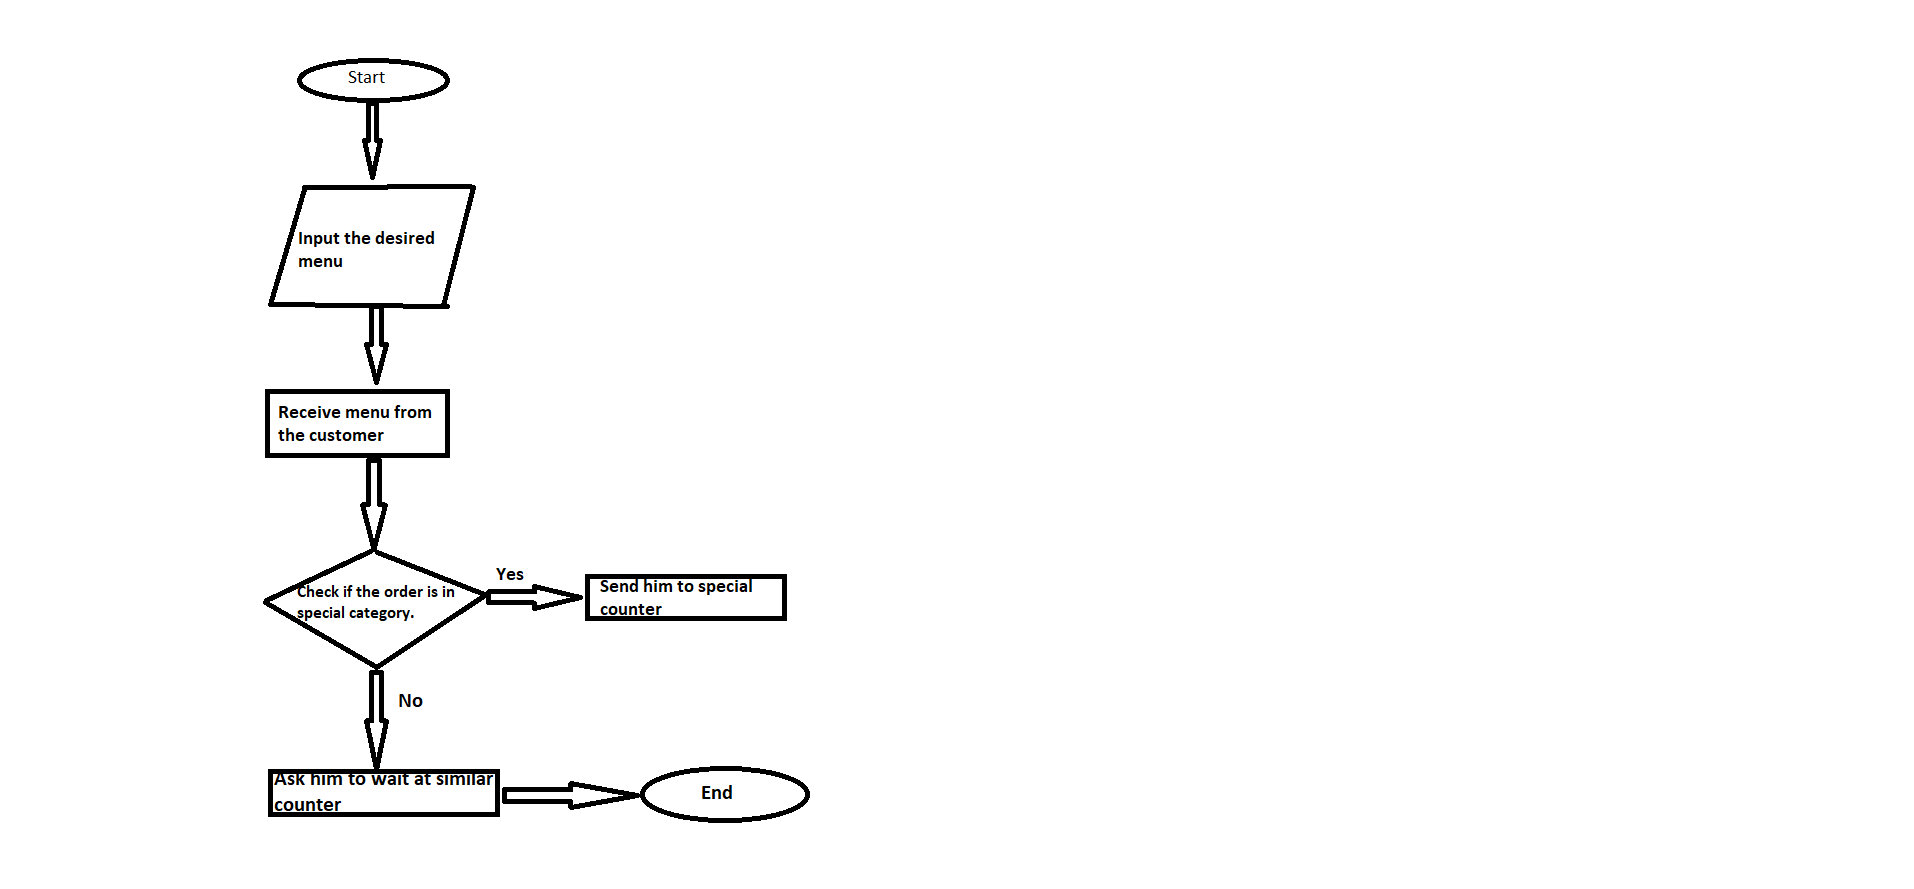 Start
Input the desired
menu
Receive menu from
the customer
Check if the order is in
special category.
Yes
Send him to special
counter
No
Ask him to wait at similar
counter
End